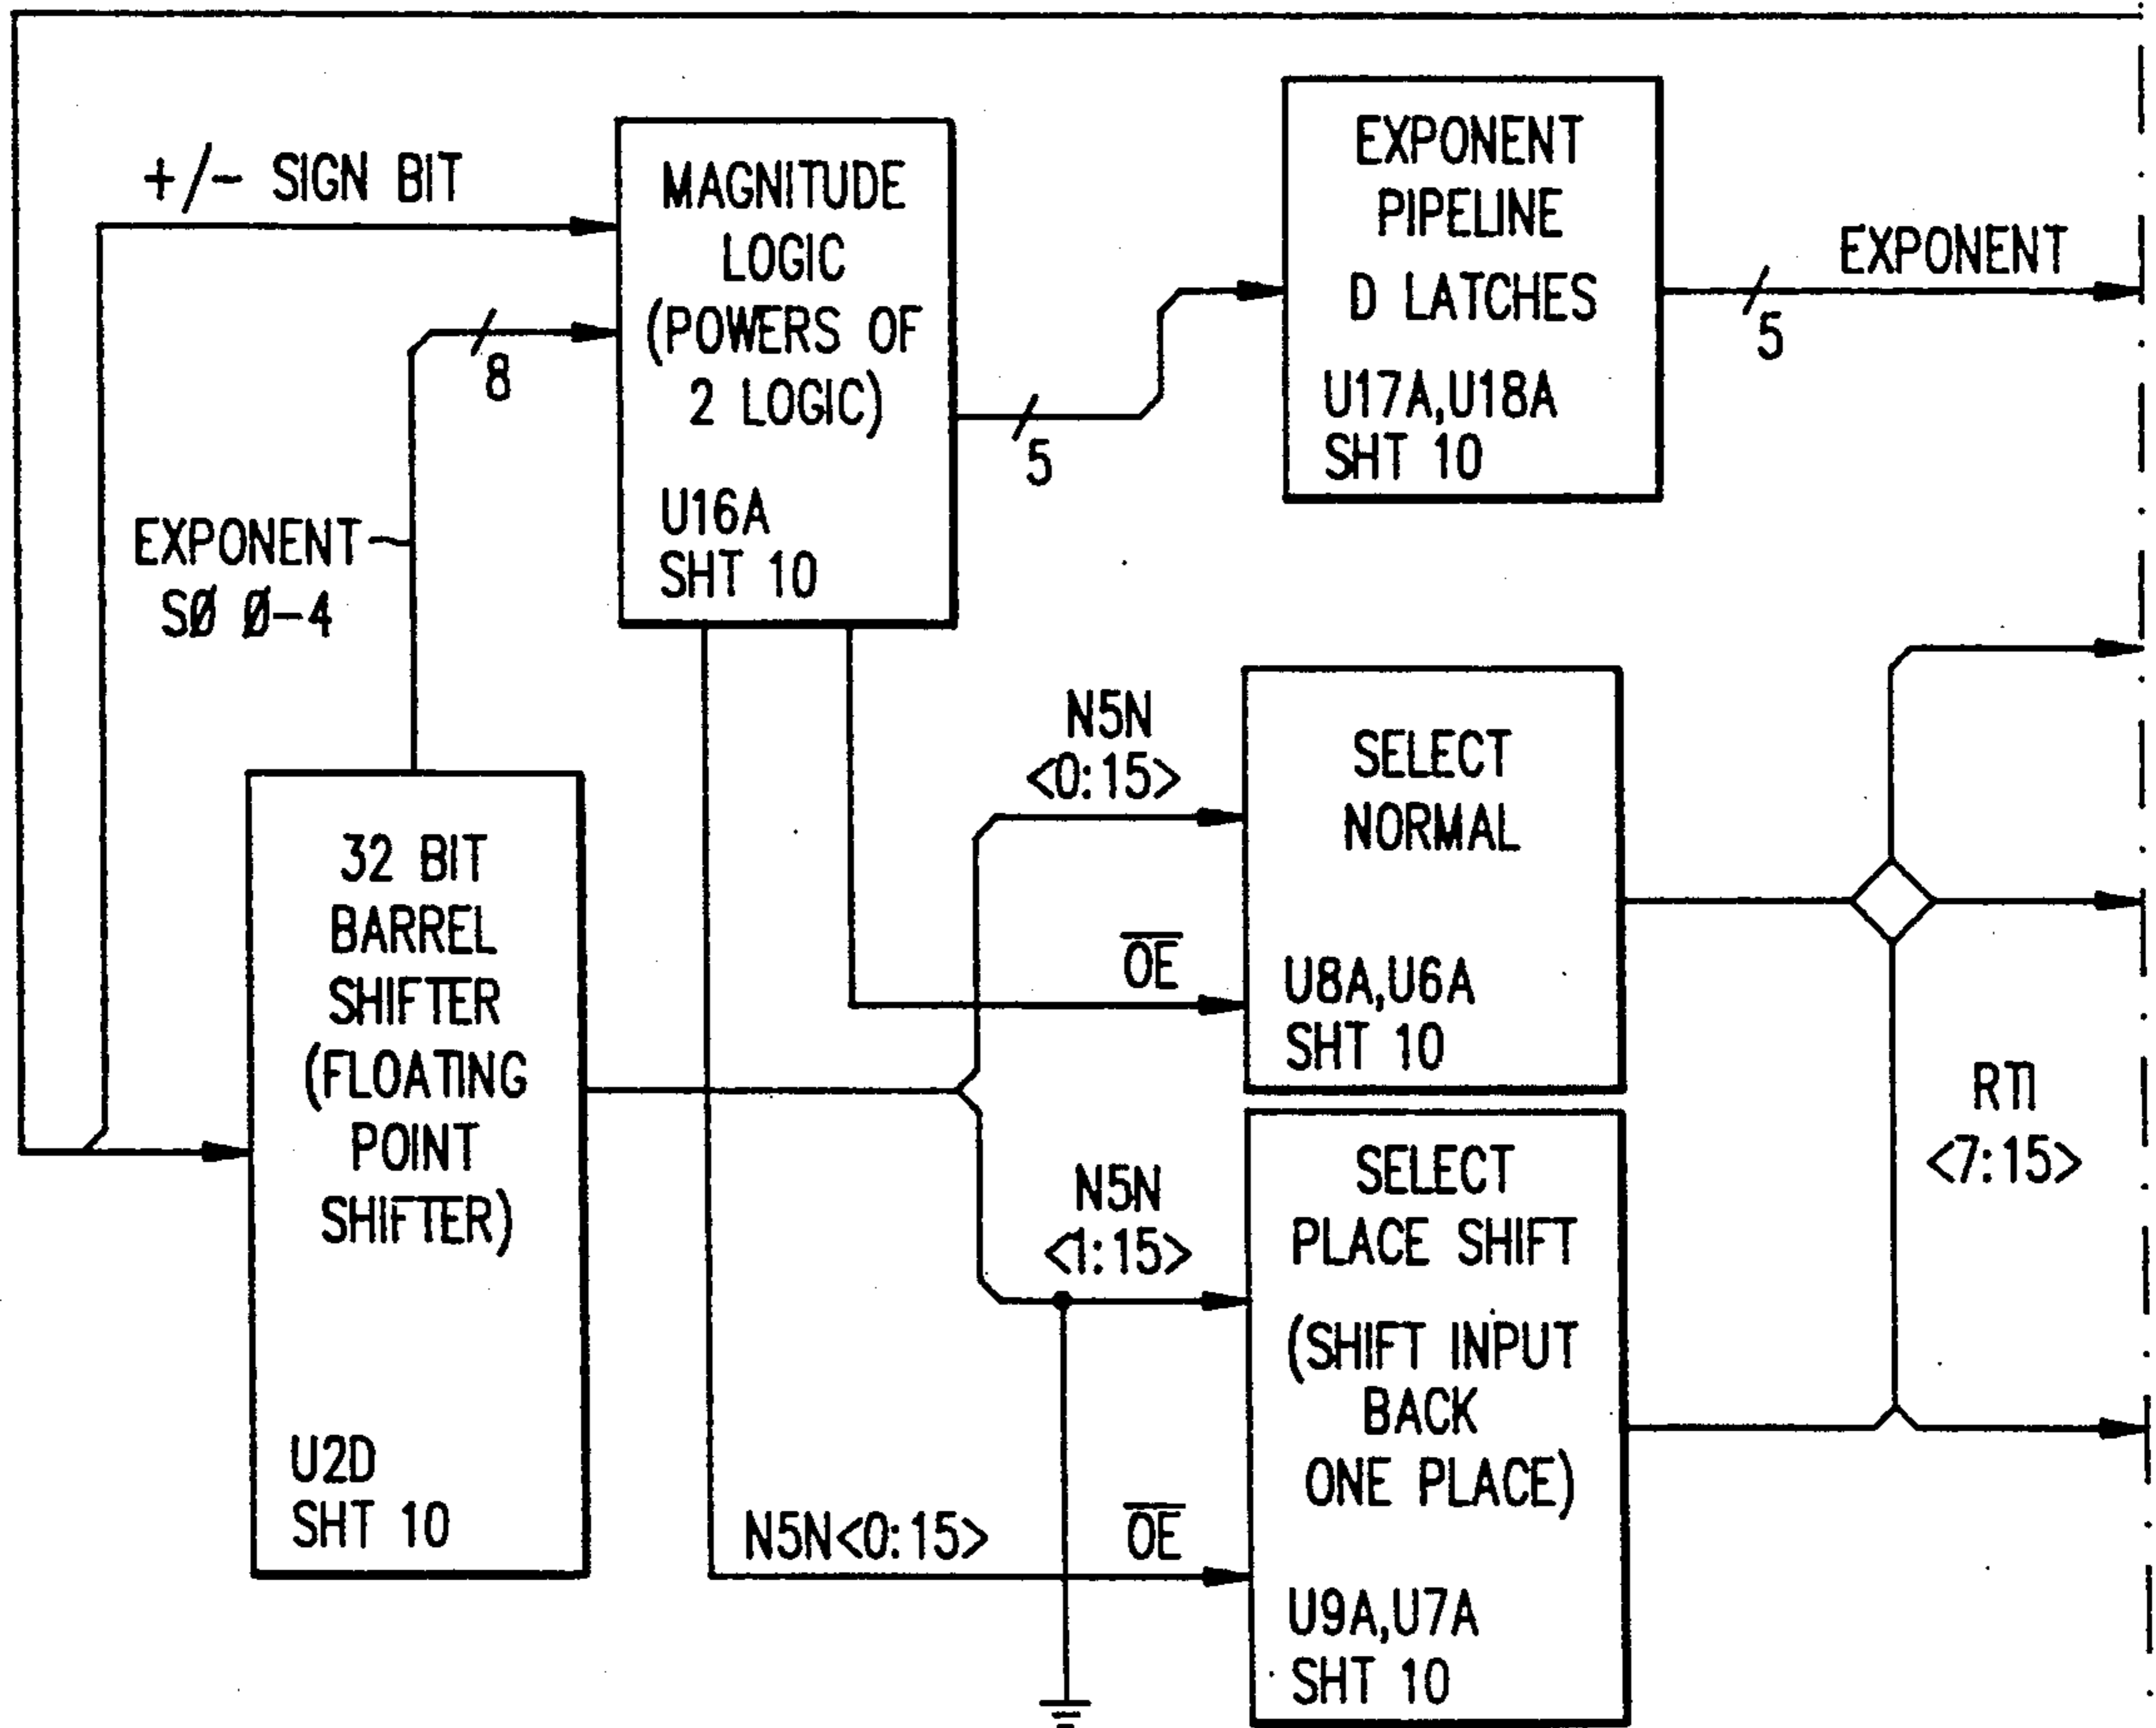 +/- SIGN BIT
8
EXPONENT
SØ Ø-4
MAGNITUDE
LOGIC
(POWERS OF
2 LOGIC)
U16A
SHT 10
5
EXPONENT
PIPELINE
D LATCHES
U17A,U18A
SHT 10
EXPONENT
5
32 BIT
BARREL
SHIFTER
(FLOATING
POINT
SHIFTER)
U2D
SHT 10
N5N
<0:15>
OE
SELECT
NORMAL
U8A,U6A
SHT 10
N5N
<1:15>
N5N<0:15>
OE
SELECT
PLACE SHIFT
(SHIFT INPUT
BACK
ONE PLACE)
U9A,U7A
SHT 10
RTI
<7:15>